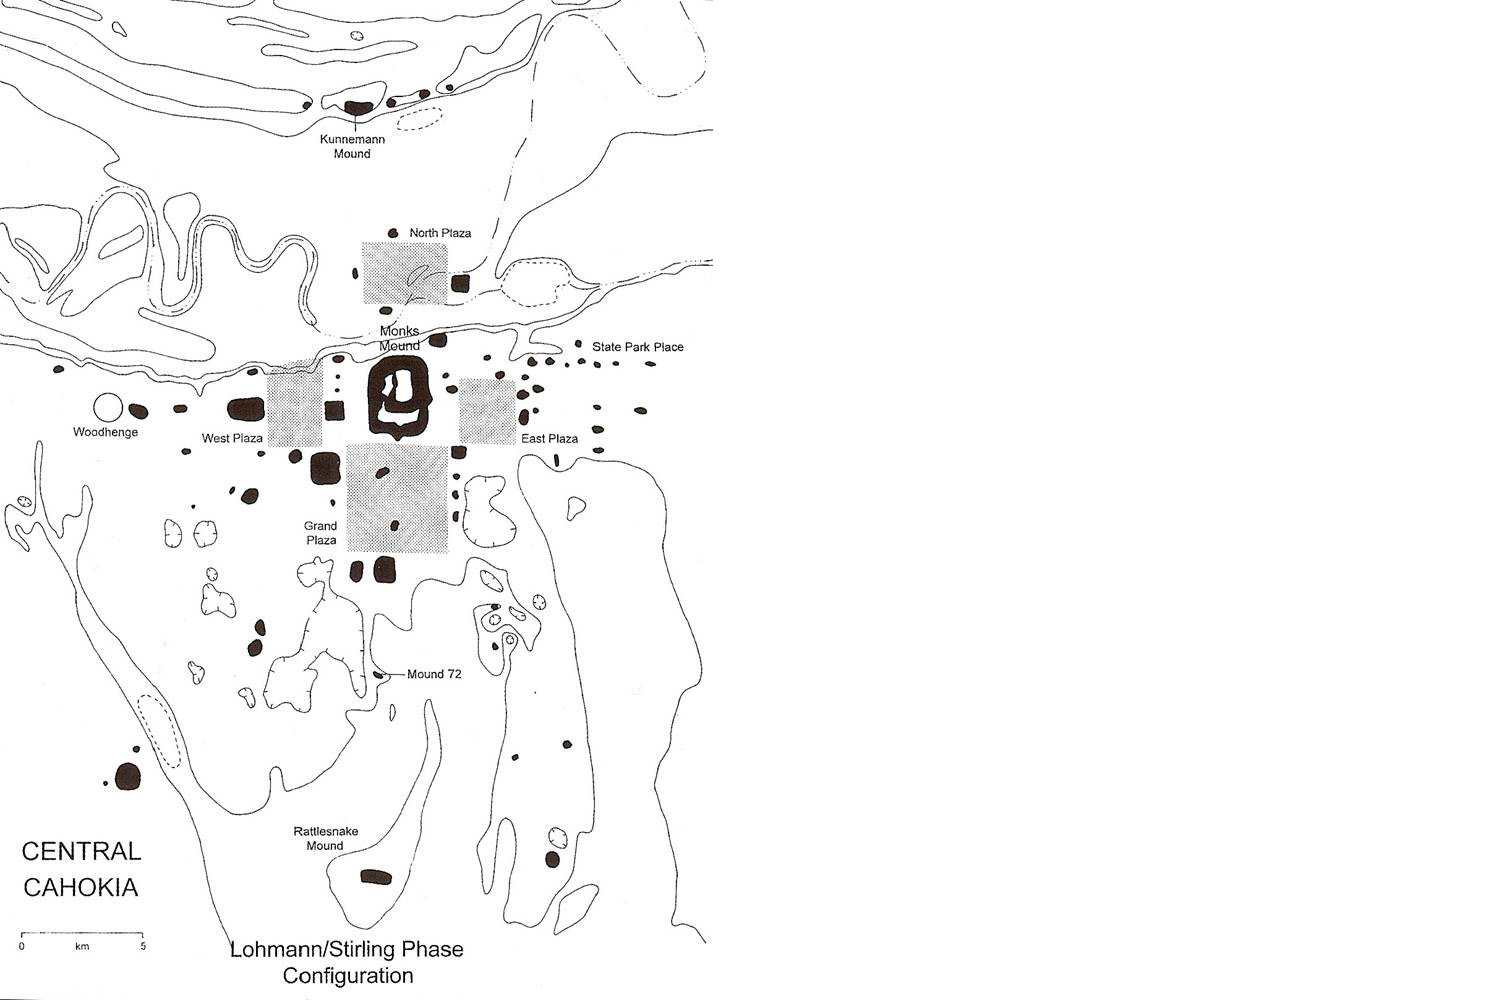 Kunnemann
Mound
North Plaza
Monks
Mound
State Park Place
Woodhenge
West Plaza
East Plaza
Grand
Plaza
Mound 72
Rattlesnake
Mound
CENTRAL
CAHOKIA
0 km .5
Lohmann/Stirling Phase
Configuration